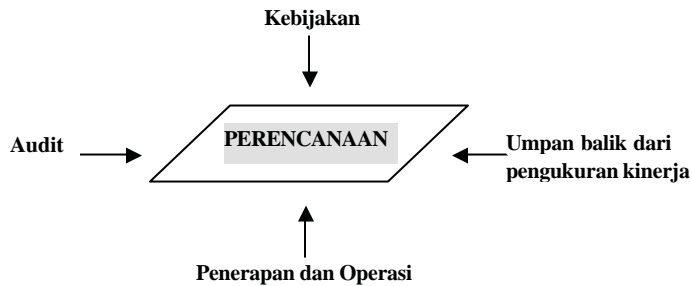 Kebijakan
PERENCANAAN
Audit
Umpan balik dari
pengukuran kinerja
Penerapan dan Operasi